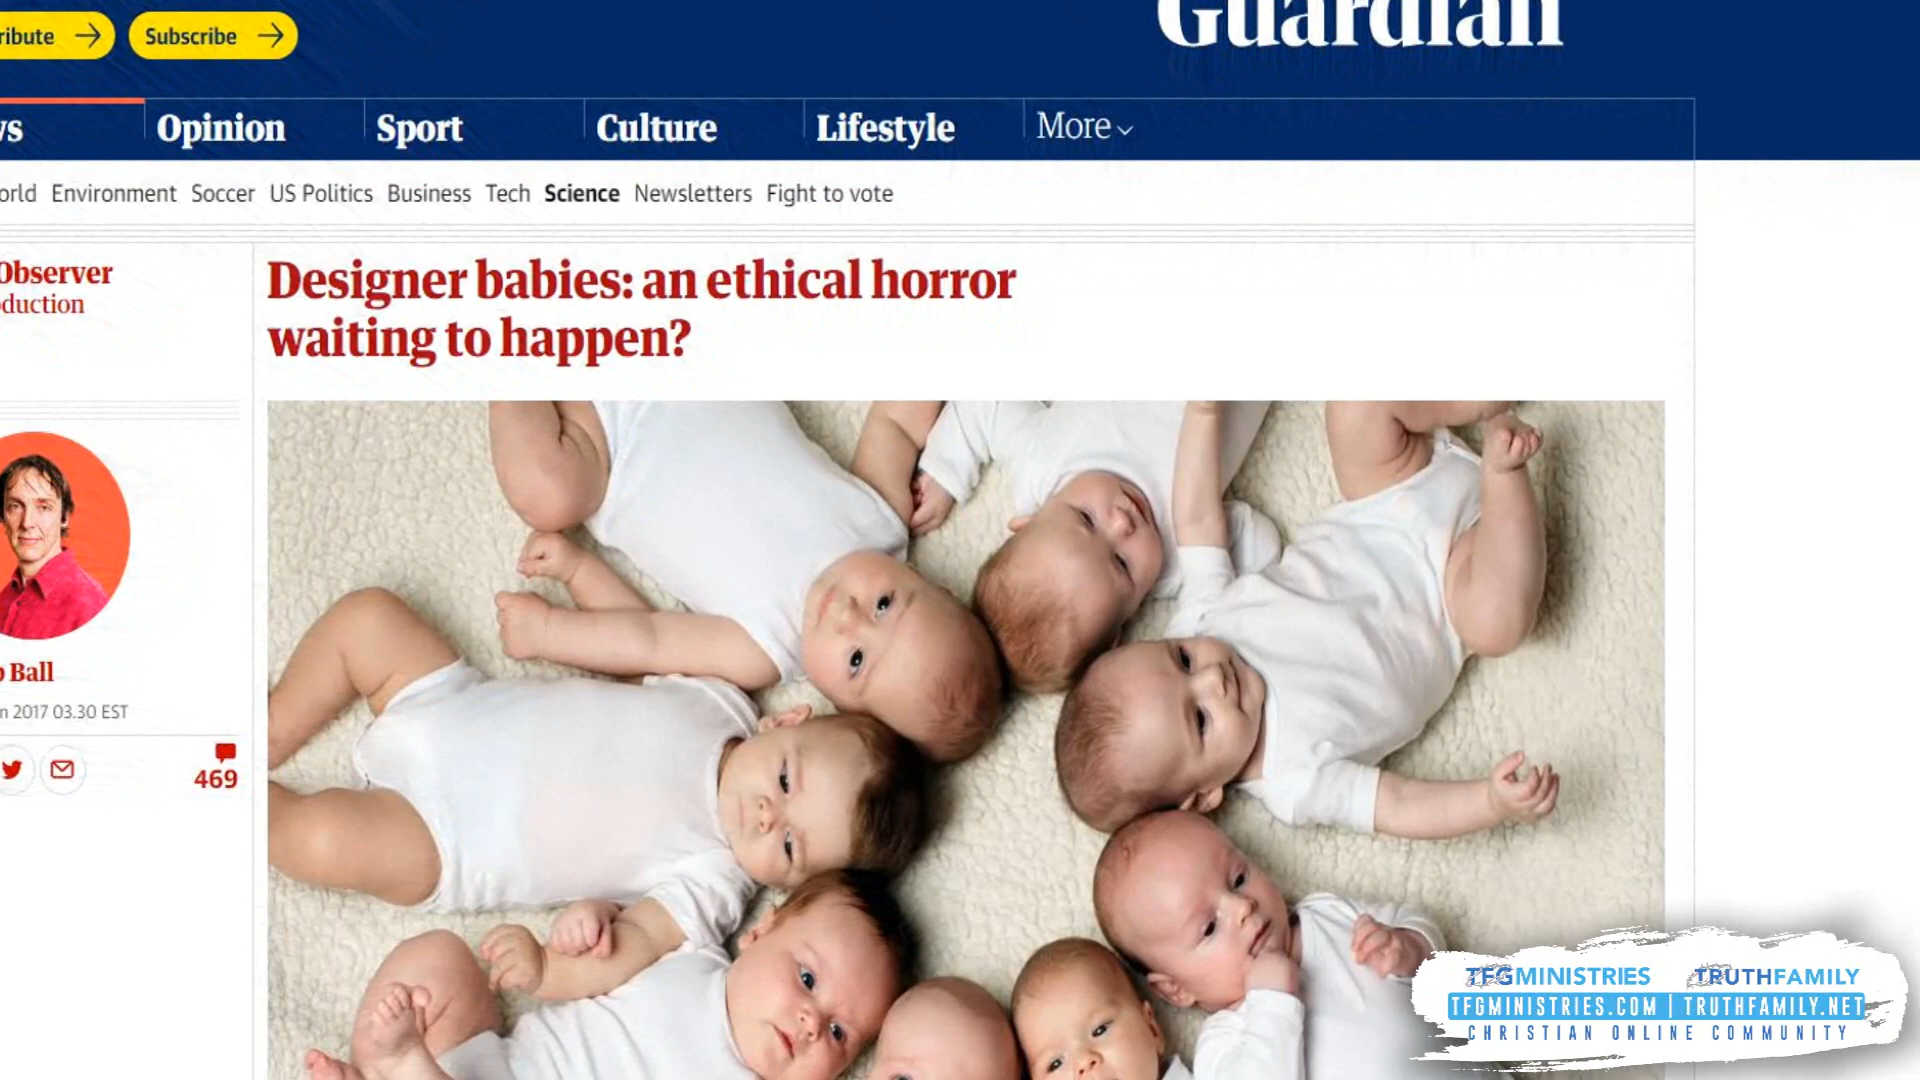 Guardian
ribute Subscribe
Opinion Sport Culture Lifestyle More
orld Environment Soccer US Politics Business Tech Science Newsletters Fight to vote
Observer
duction
Designer babies: an ethical horror
waiting to happen?
Ball
2017 03.30 EST
469
TFGMINISTRIES TRUTHFAMILY
TFGMINISTRIES.COM | TRUTHFAMILY.NET
CHRISTIAN ONLINE COMMUNITY